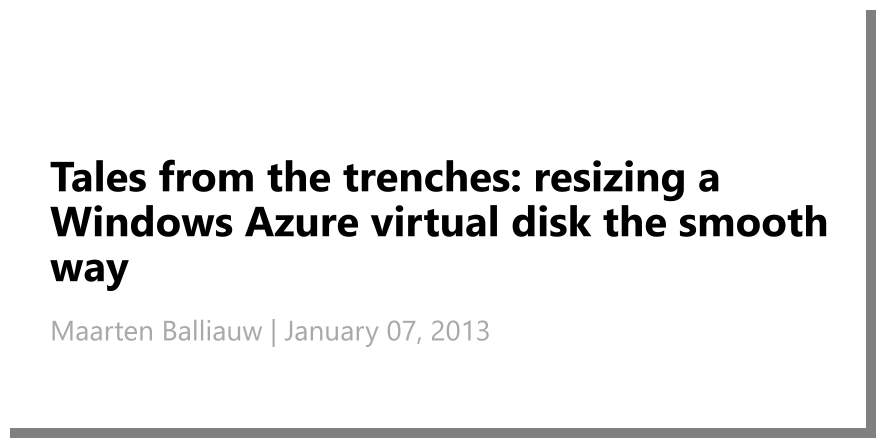 Tales from the trenches: resizing a
Windows Azure virtual disk the smooth
way
Maarten Balliauw | January 07, 2013